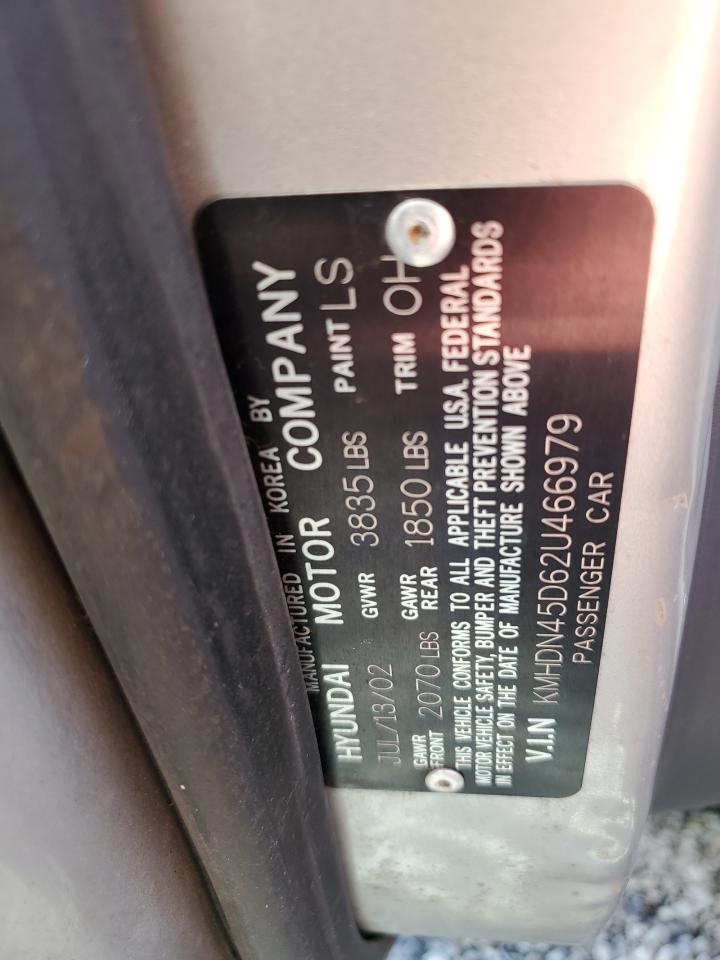 MANUFACTURED IN KOREA BY
HYUNDAI MOTOR COMPANY
JUL/13/02 GVWR 3835 LBS PAINT LS
GAWR FRONT 2070 LBS GAWR REAR 1850 LBS TRIM OH
THIS VEHICLE CONFORMS TO ALL APPLICABLE U.S.A. FEDERAL
MOTOR VEHICLE SAFETY, BUMPER AND THEFT PREVENTION STANDARDS
IN EFFECT ON THE DATE OF MANUFACTURE SHOWN ABOVE
V.I.N KMHDN45D62U466979
PASSENGER CAR